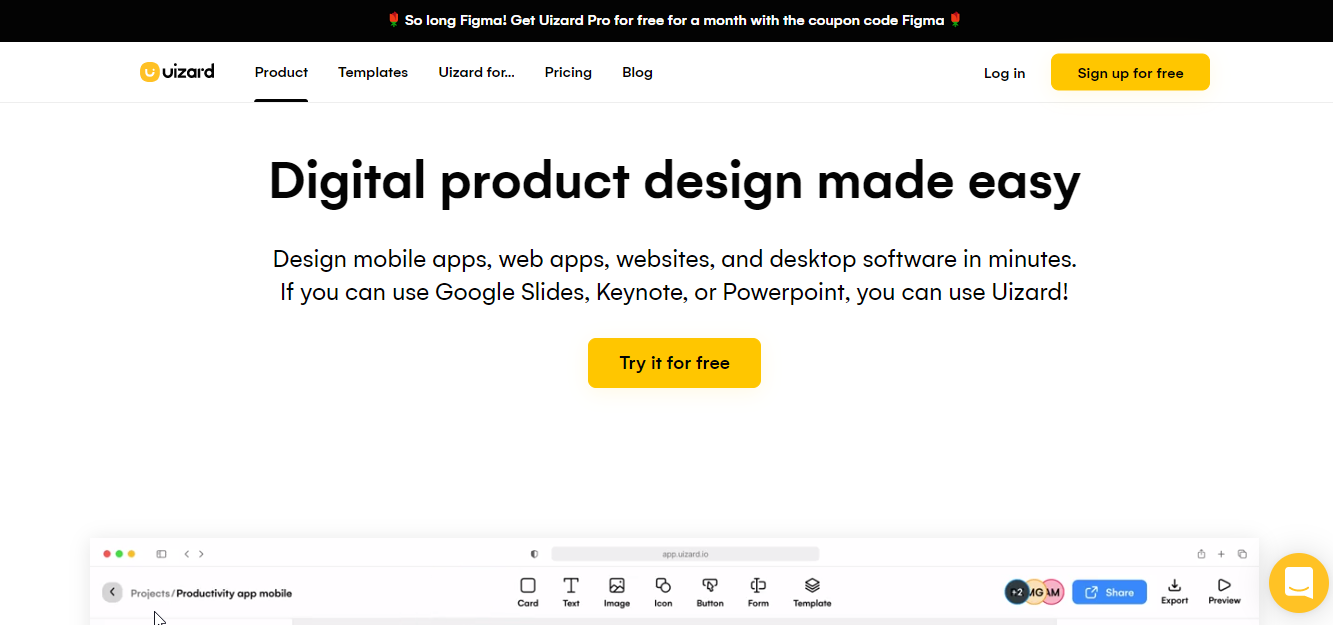 🌹 So long Figma! Get Uizard Pro for free for a month with the coupon code Figma 🌹
uizard Product Templates Uizard for... Pricing Blog Log in Sign up for free
Digital product design made easy
Design mobile apps, web apps, websites, and desktop software in minutes.
If you can use Google Slides, Keynote, or Powerpoint, you can use Uizard!
Try it for free
app.uizard.io
Projects/Productivity app mobile
Card Text Image Icon Button Form Template
+2 MG AM Share Export Preview